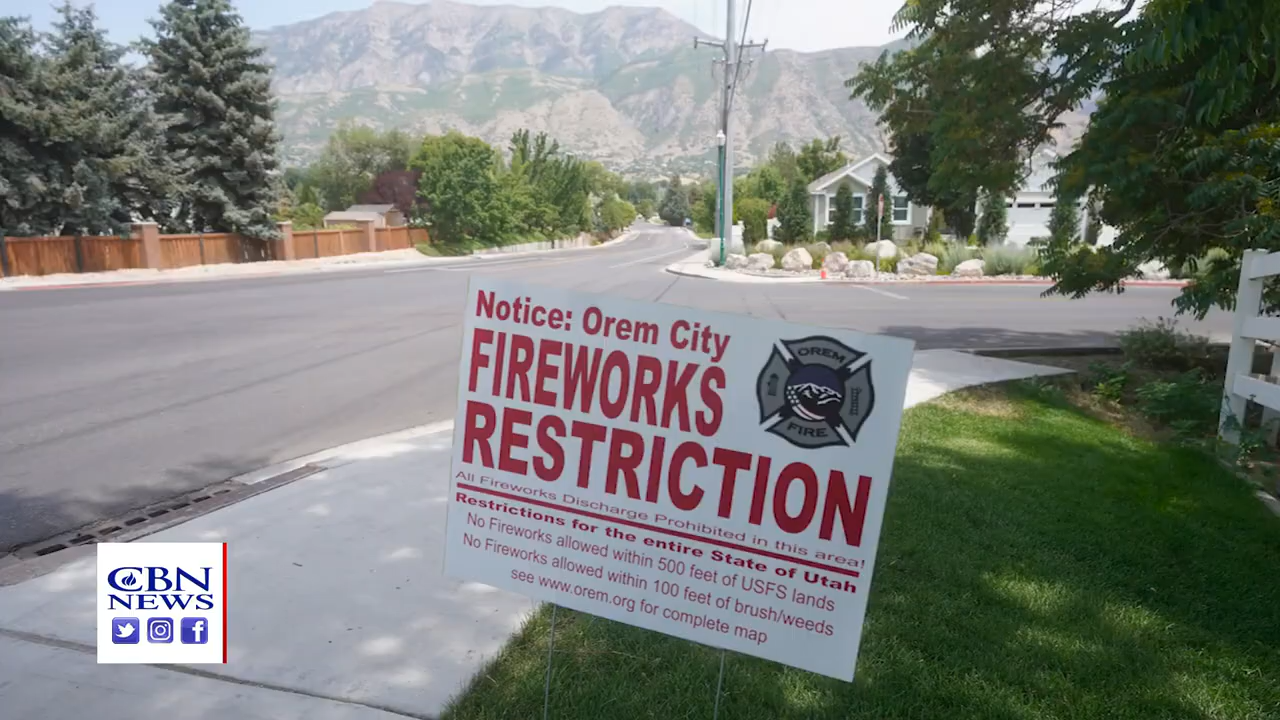 Notice: Orem City
FIREWORKS
RESTRICTION
OREM
FIRE
All Fireworks Discharge Prohibited in this area!
Restrictions for the entire State of Utah
No Fireworks allowed within 500 feet of USFS lands
No Fireworks allowed within 100 feet of brush/weeds
see www.orem.org for complete map
CBN
NEWS